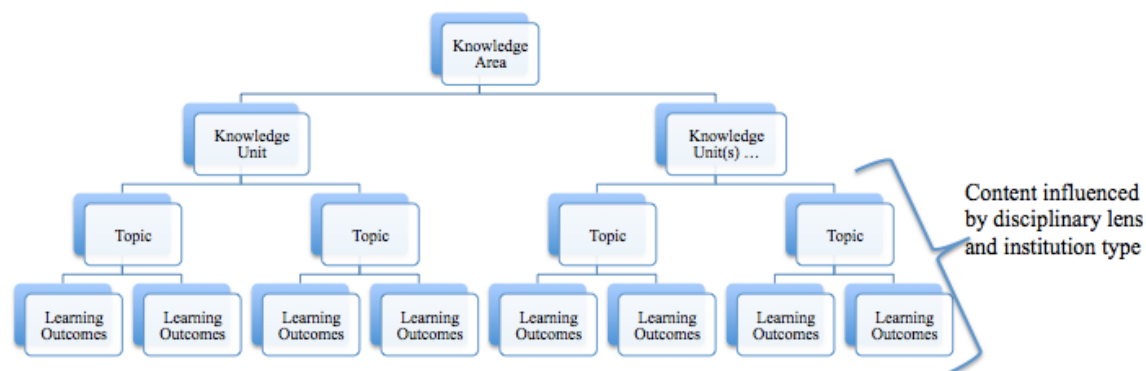 Knowledge
Area
Knowledge
Unit
Knowledge
Unit(s) ...
Content influenced
by disciplinary lens
and institution type
Topic
Topic
Topic
Topic
Learning
Outcomes
Learning
Outcomes
Learning
Outcomes
Learning
Outcomes
Learning
Outcomes
Learning
Outcomes
Learning
Outcomes
Learning
Outcomes